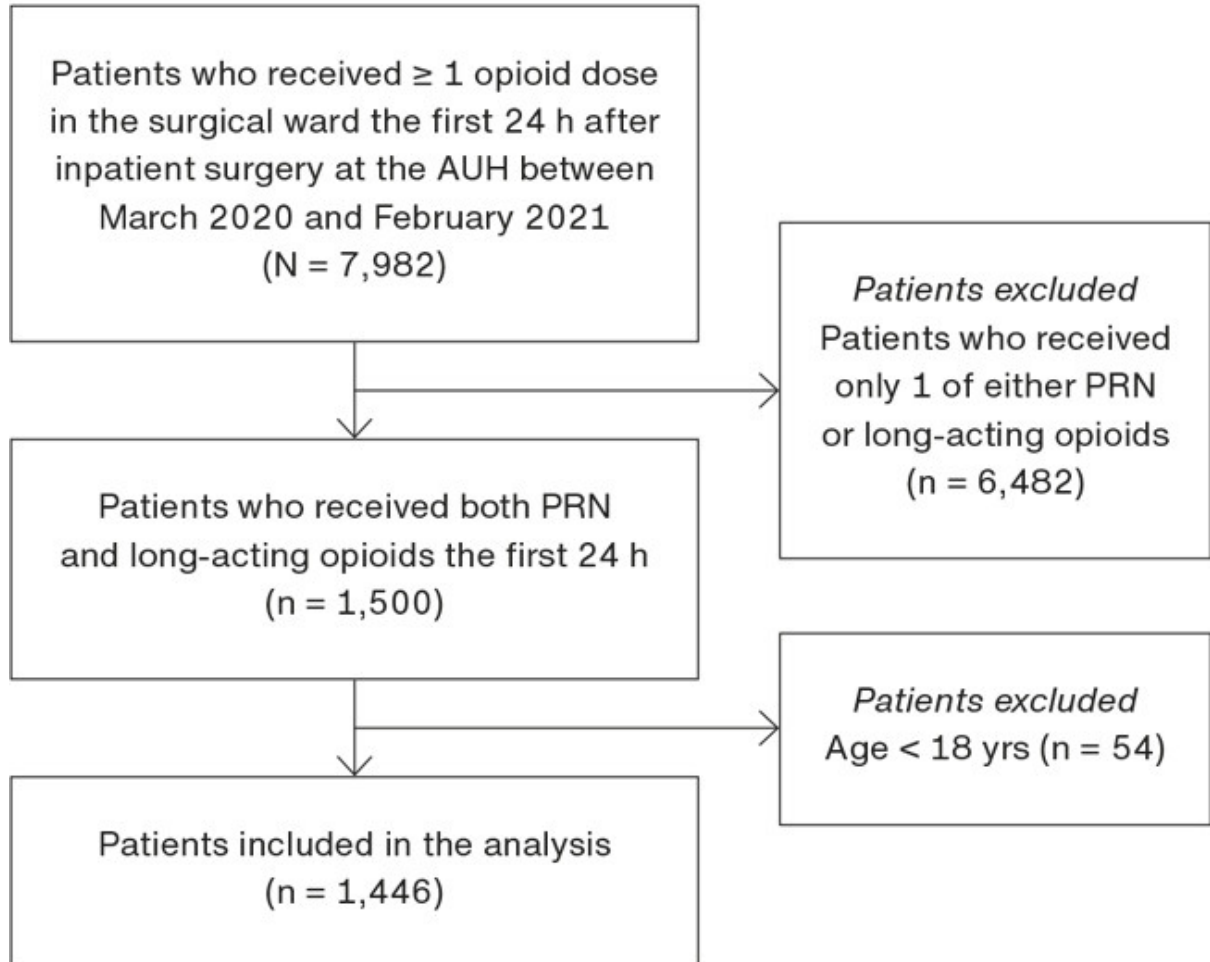 Patients who received ≥ 1 opioid dose
in the surgical ward the first 24 h after
inpatient surgery at the AUH between
March 2020 and February 2021
(N = 7,982)
Patients excluded
Patients who received
only 1 of either PRN
or long-acting opioids
(n = 6,482)
Patients who received both PRN
and long-acting opioids the first 24 h
(n = 1,500)
Patients excluded
Age < 18 yrs (n = 54)
Patients included in the analysis
(n = 1,446)